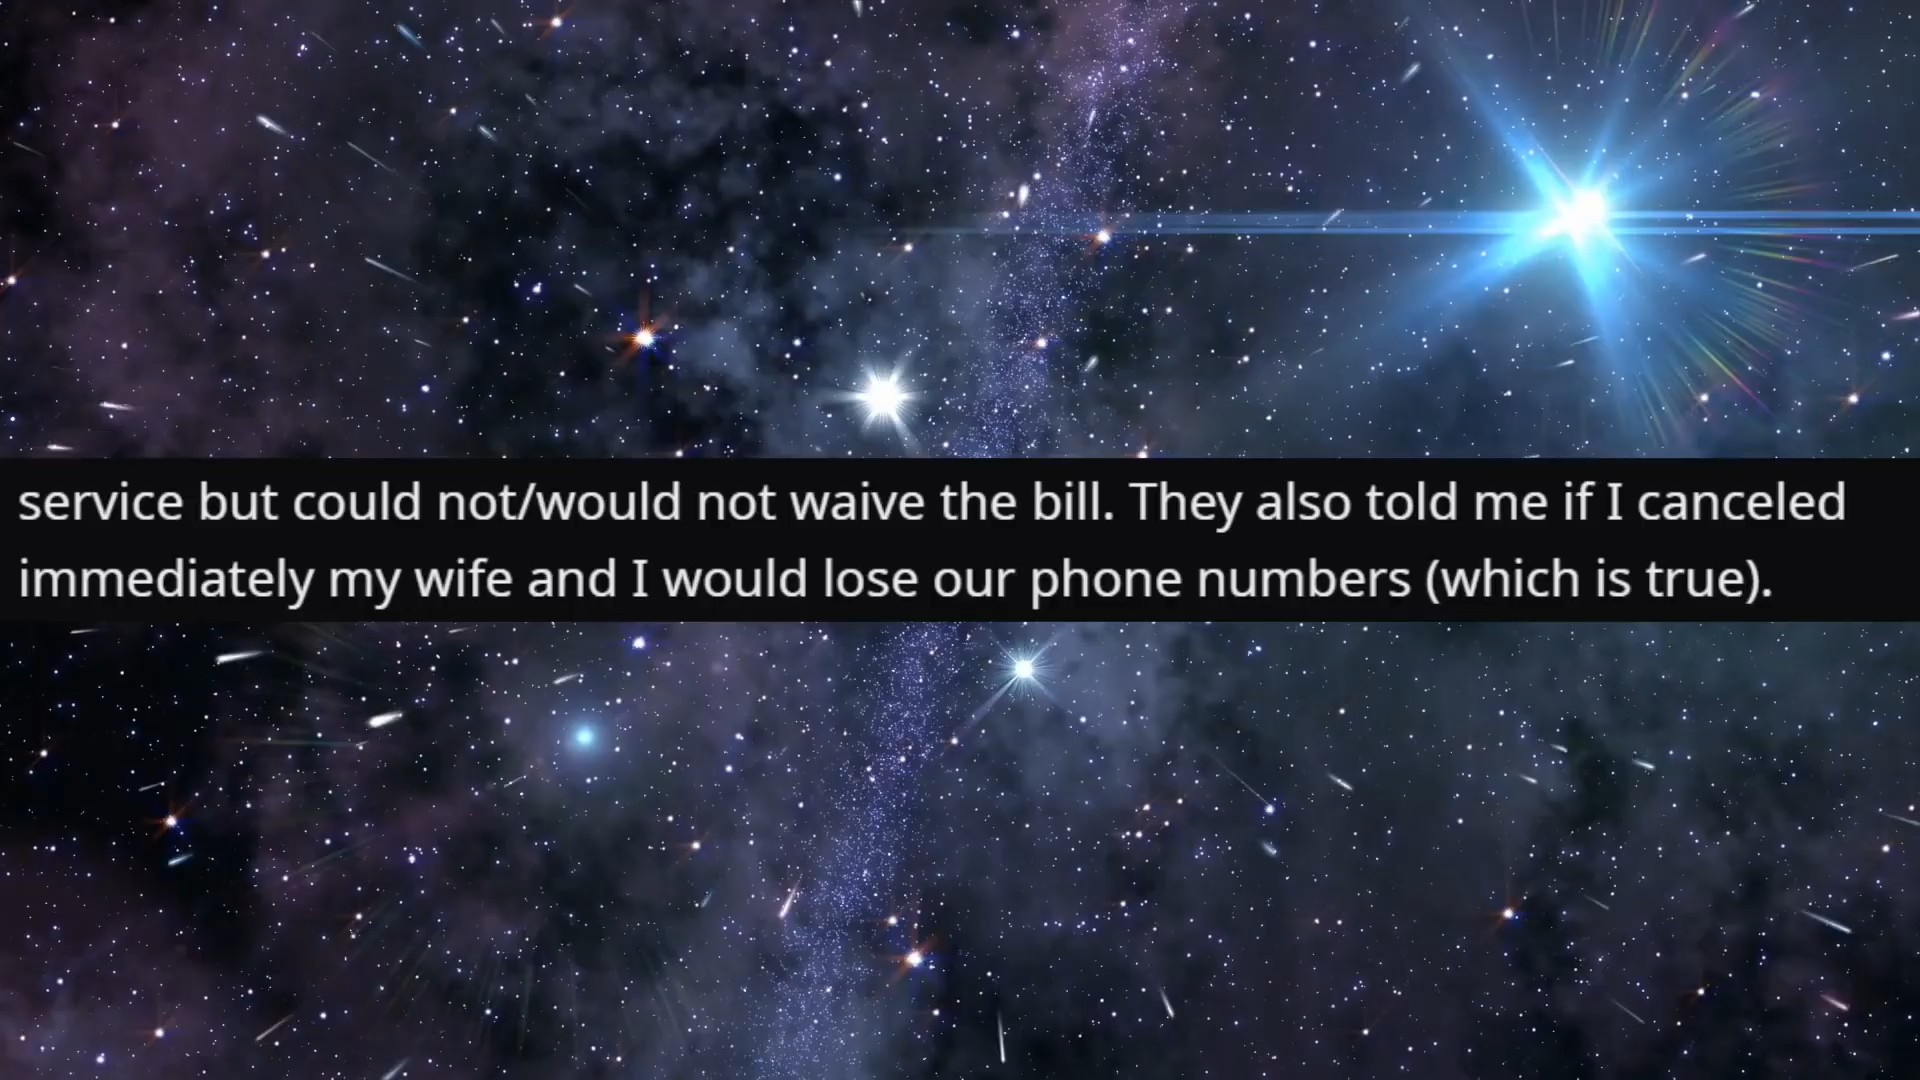 service but could not/would not waive the bill. They also told me if I canceled
immediately my wife and I would lose our phone numbers (which is true).